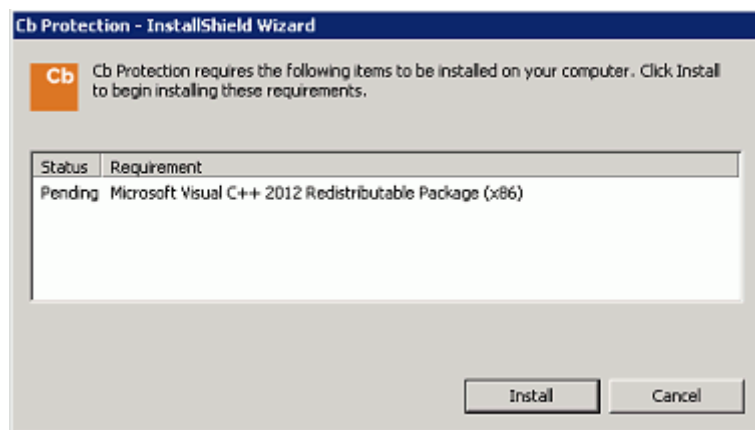 Cb Protection - InstallShield Wizard
Cb
Cb Protection requires the following items to be installed on your computer. Click Install
to begin installing these requirements.
Status Requirement
Pending Microsoft Visual C++ 2012 Redistributable Package (x86)
Install Cancel